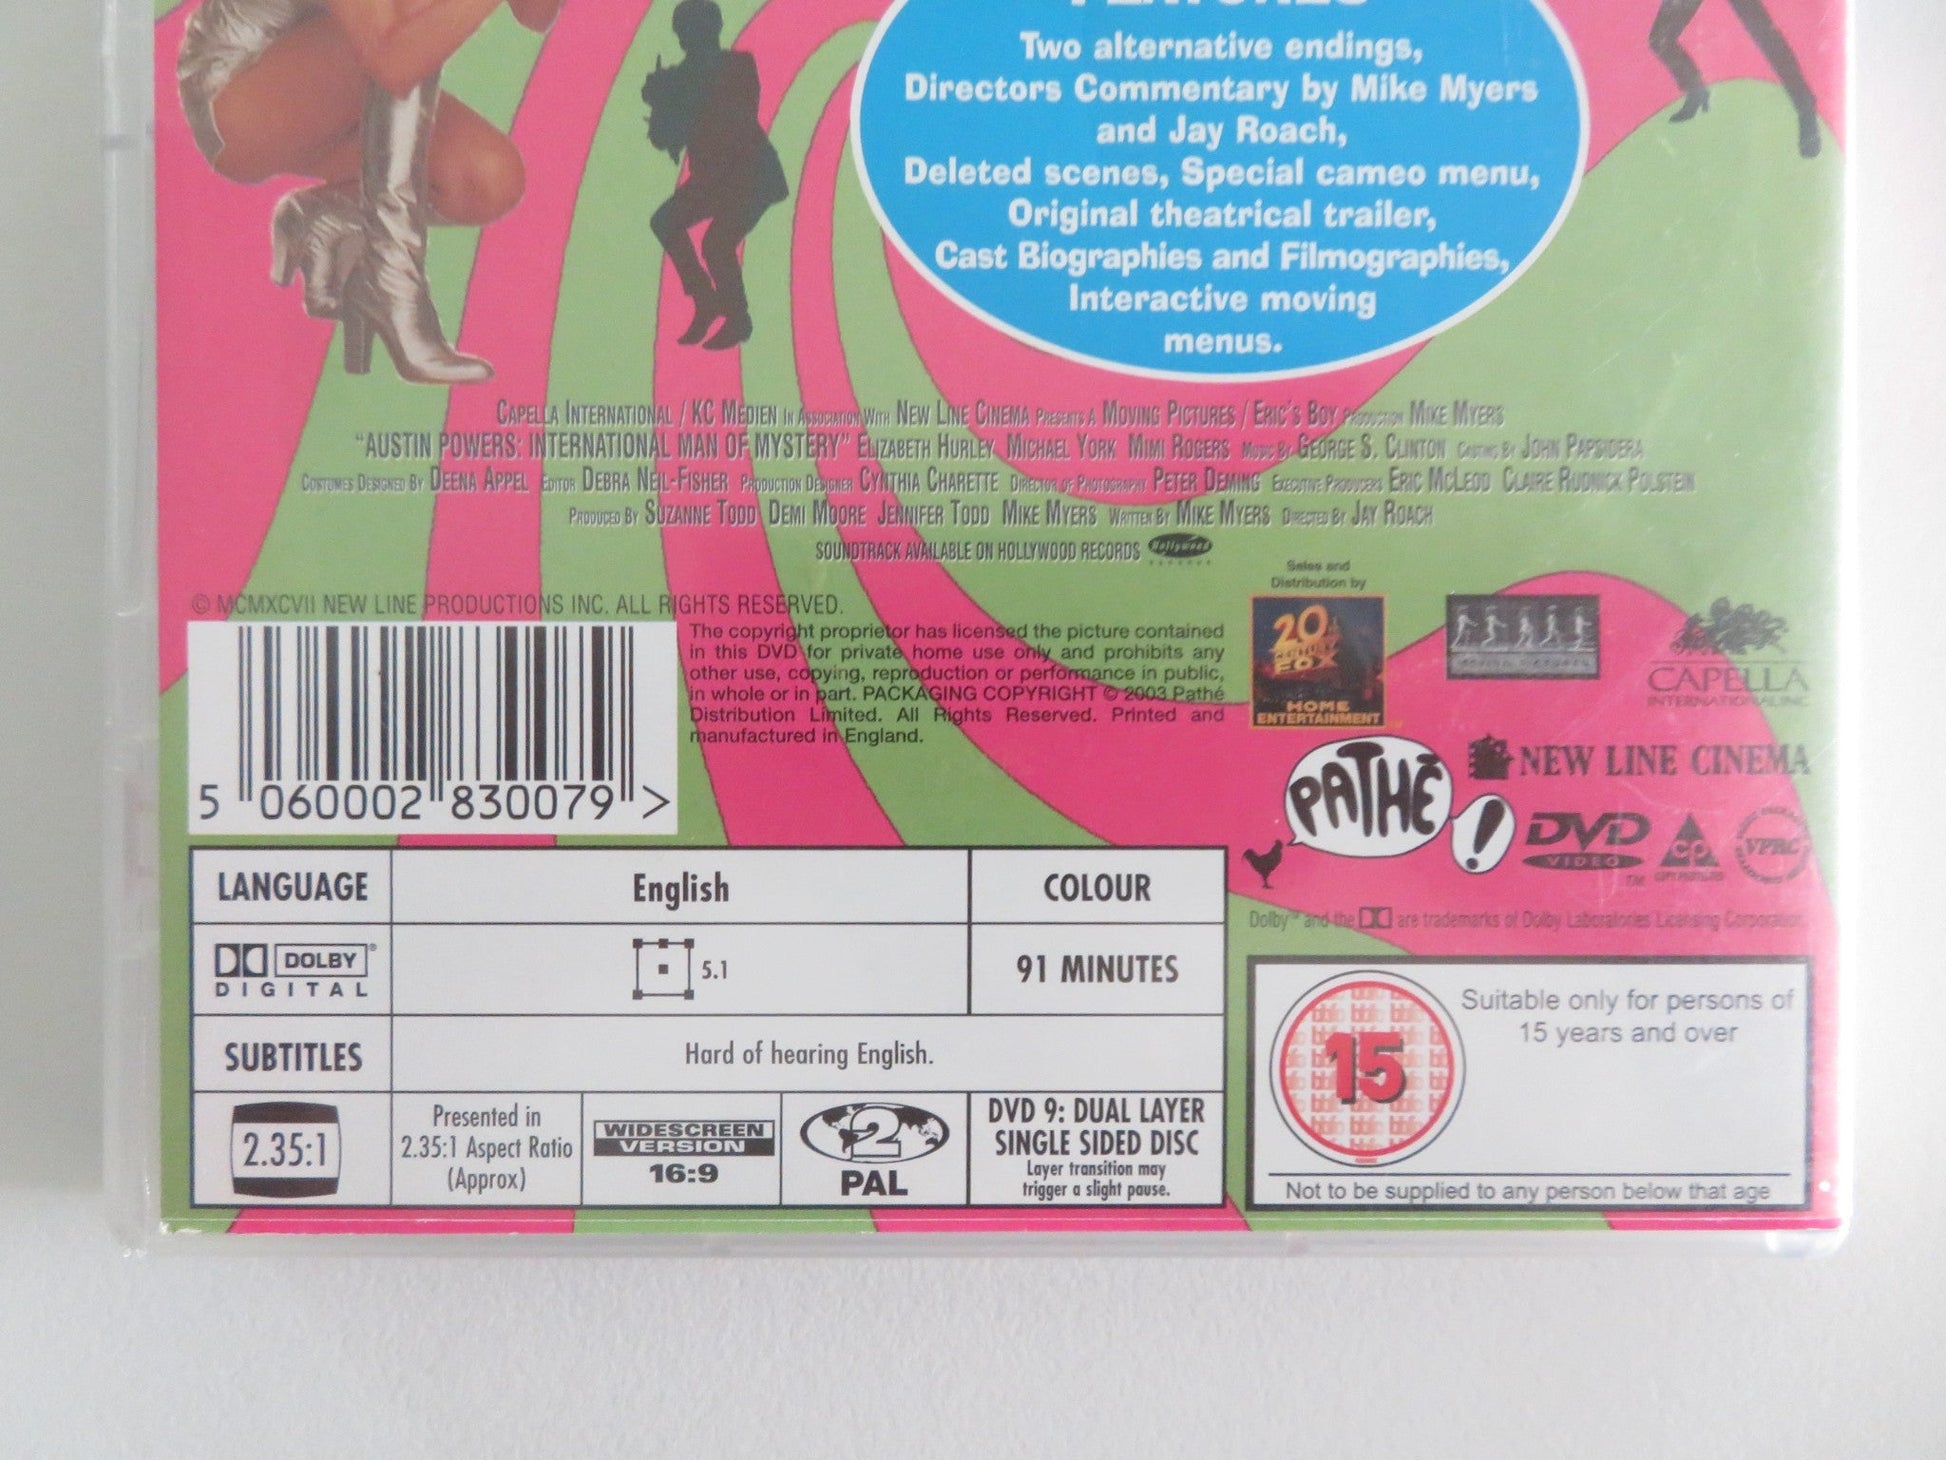 FEATURES
Two alternative endings,
Directors Commentary by Mike Myers
and Jay Roach,
Deleted scenes, Special cameo menu,
Original theatrical trailer,
Cast Biographies and Filmographies,
Interactive moving
menus.
CAPELLA INTERNATIONAL / KC MEDIEN IN ASSOCIATION WITH NEW LINE CINEMA PRESENTS A MOVING PICTURES / ERIC'S BOY PRODUCTION MIKE MYERS
"AUSTIN POWERS: INTERNATIONAL MAN OF MYSTERY" ELIZABETH HURLEY MICHAEL YORK MIMI ROGERS MUSIC BY GEORGE S. CLINTON CASTING BY JOHN PAPSIDERA
COSTUMES DESIGNED BY DEENA APPEL EDITOR DEBRA NEIL-FISHER PRODUCTION DESIGNER CYNTHIA CHARETTE DIRECTOR OF PHOTOGRAPHY PETER DEMING EXECUTIVE PRODUCERS ERIC MCLEOD CLAIRE RUDNICK POLSTEIN
PRODUCED BY SUZANNE TODD DEMI MOORE JENNIFER TODD MIKE MYERS WRITTEN BY MIKE MYERS DIRECTED BY JAY ROACH
SOUNDTRACK AVAILABLE ON HOLLYWOOD RECORDS Hollywood RECORDS
© MCMXCVII NEW LINE PRODUCTIONS INC. ALL RIGHTS RESERVED.
The copyright proprietor has licensed the picture contained
in this DVD for private home use only and prohibits any
other use, copying, reproduction or performance in public,
in whole or in part. PACKAGING COPYRIGHT © 2003 Pathé
Distribution Limited. All Rights Reserved. Printed and
manufactured in England.
5 060002 830079 >
Sales and
Distribution by
20
CENTURY
FOX
HOME
ENTERTAINMENT™
MOVING PICTURES
CAPELLA
INTERNATIONAL, INC
PATHÉ!
NEW LINE CINEMA
DVD
VIDEO
™
CP
VPRC
Dolby™ and the DD are trademarks of Dolby Laboratories Licensing Corporation.
LANGUAGE English COLOUR
DOLBY®
DIGITAL
5.1
91 MINUTES
SUBTITLES Hard of hearing English.
2.35:1
Presented in
2.35:1 Aspect Ratio
(Approx)
WIDESCREEN
VERSION
16:9
2
PAL
DVD 9: DUAL LAYER
SINGLE SIDED DISC
Layer transition may
trigger a slight pause.
15
Suitable only for persons of
15 years and over
Not to be supplied to any person below that age